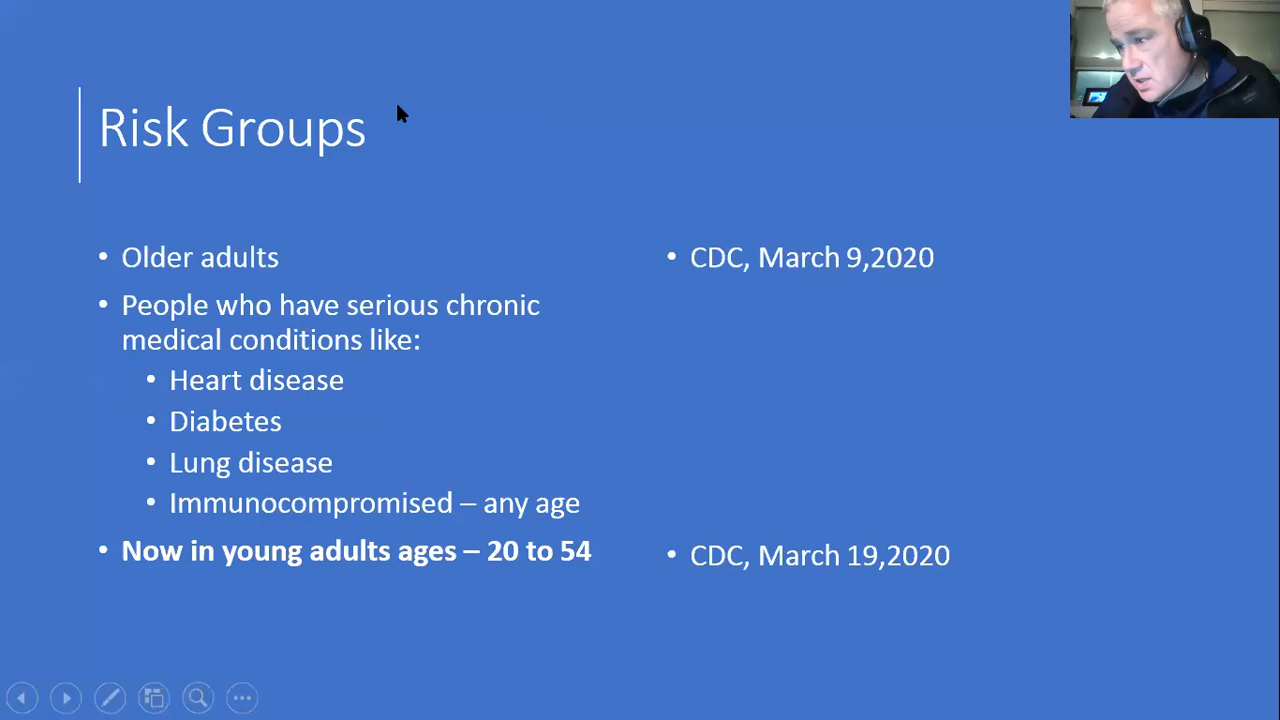 Risk Groups
Older adults
People who have serious chronic
medical conditions like:
Heart disease
Diabetes
Lung disease
Immunocompromised – any age
Now in young adults ages – 20 to 54
CDC, March 9,2020
CDC, March 19,2020